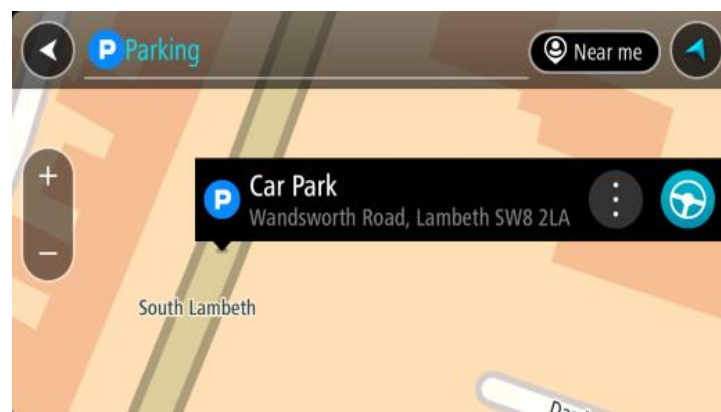 P Parking
Near me
P Car Park
Wandsworth Road, Lambeth SW8 2LA
South Lambeth